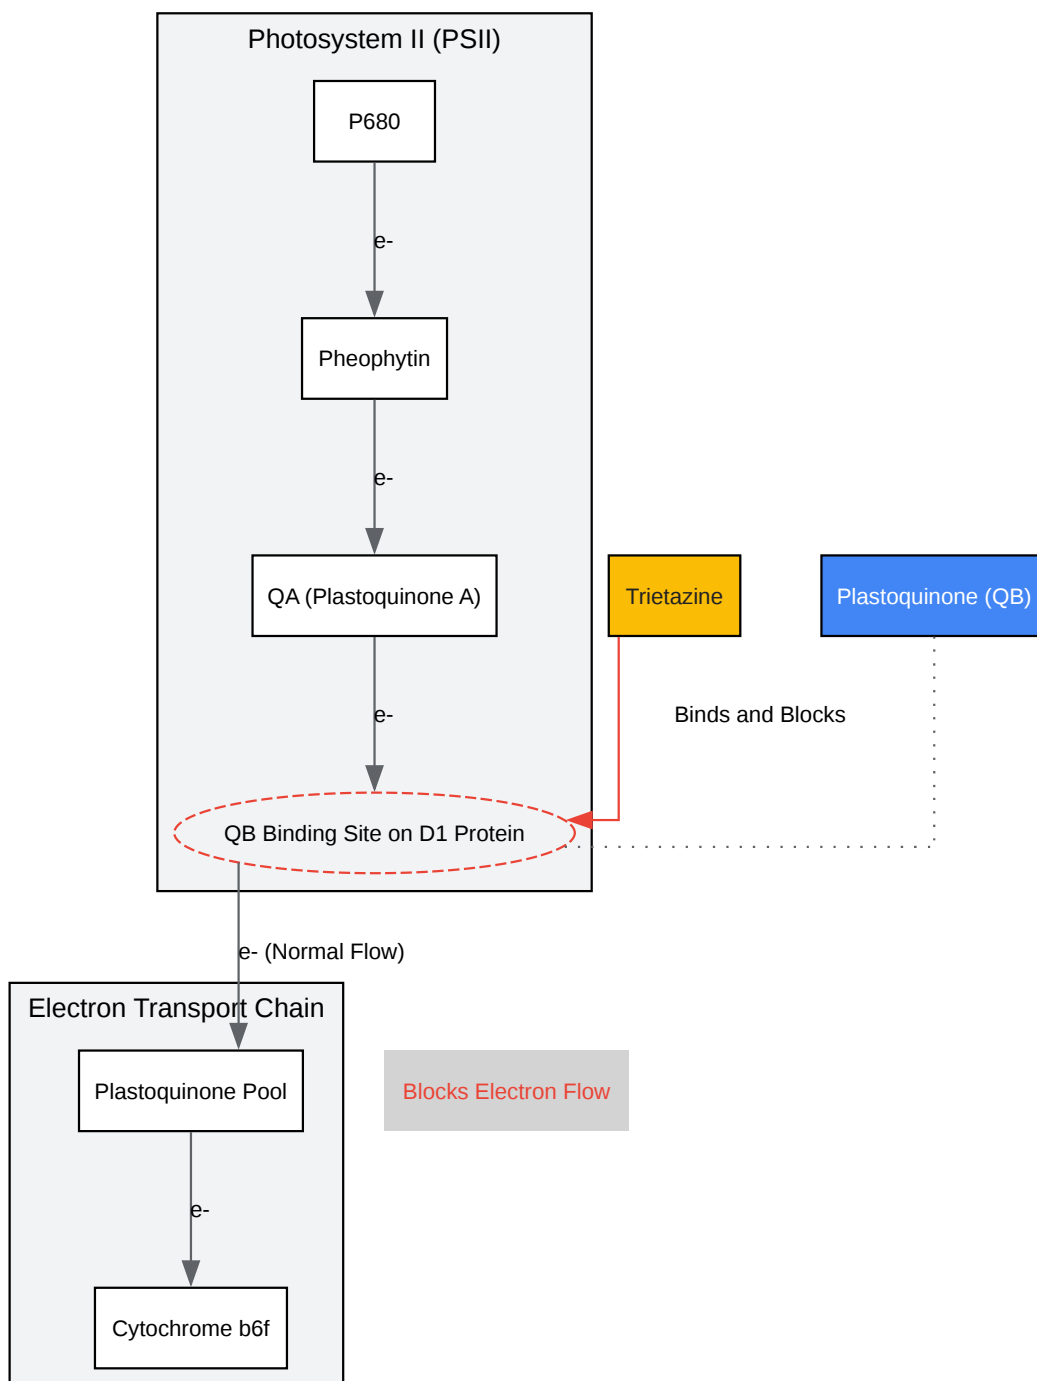 Photosystem II (PSII)
P680
e-
Pheophytin
e-
QA (Plastoquinone A)
Trietazine
Plastoquinone (QB)
e-
Binds and Blocks
QB Binding Site on D1 Protein
e- (Normal Flow)
Electron Transport Chain
Plastoquinone Pool
Blocks Electron Flow
e-
Cytochrome b6f